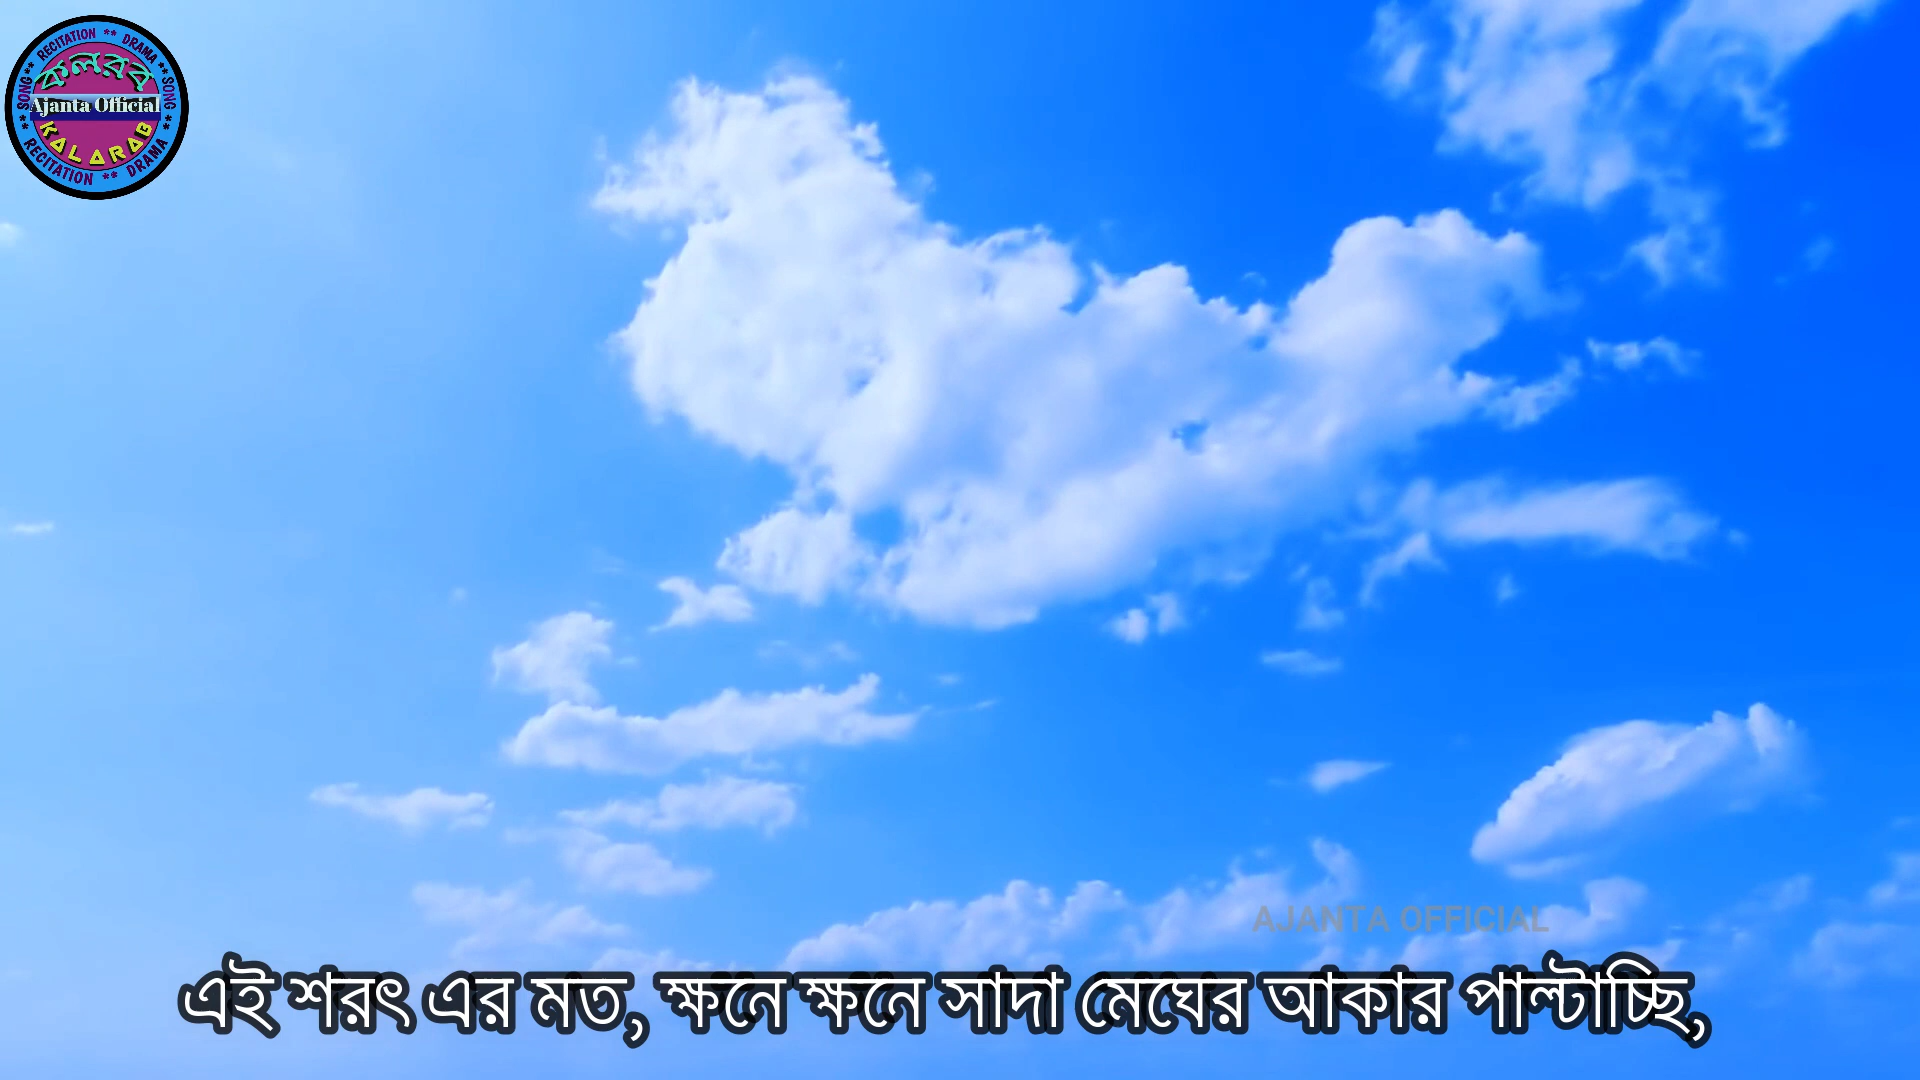 RECITATION ** DRAMA
** SONG **
** SONG **
কলরব
Ajanta Official
KALARAB
RECITATION ** DRAMA
AJANTA OFFICIAL
এই শরৎ এর মত, ক্ষনে ক্ষনে সাদা মেঘের আকার পাল্টাচ্ছি,